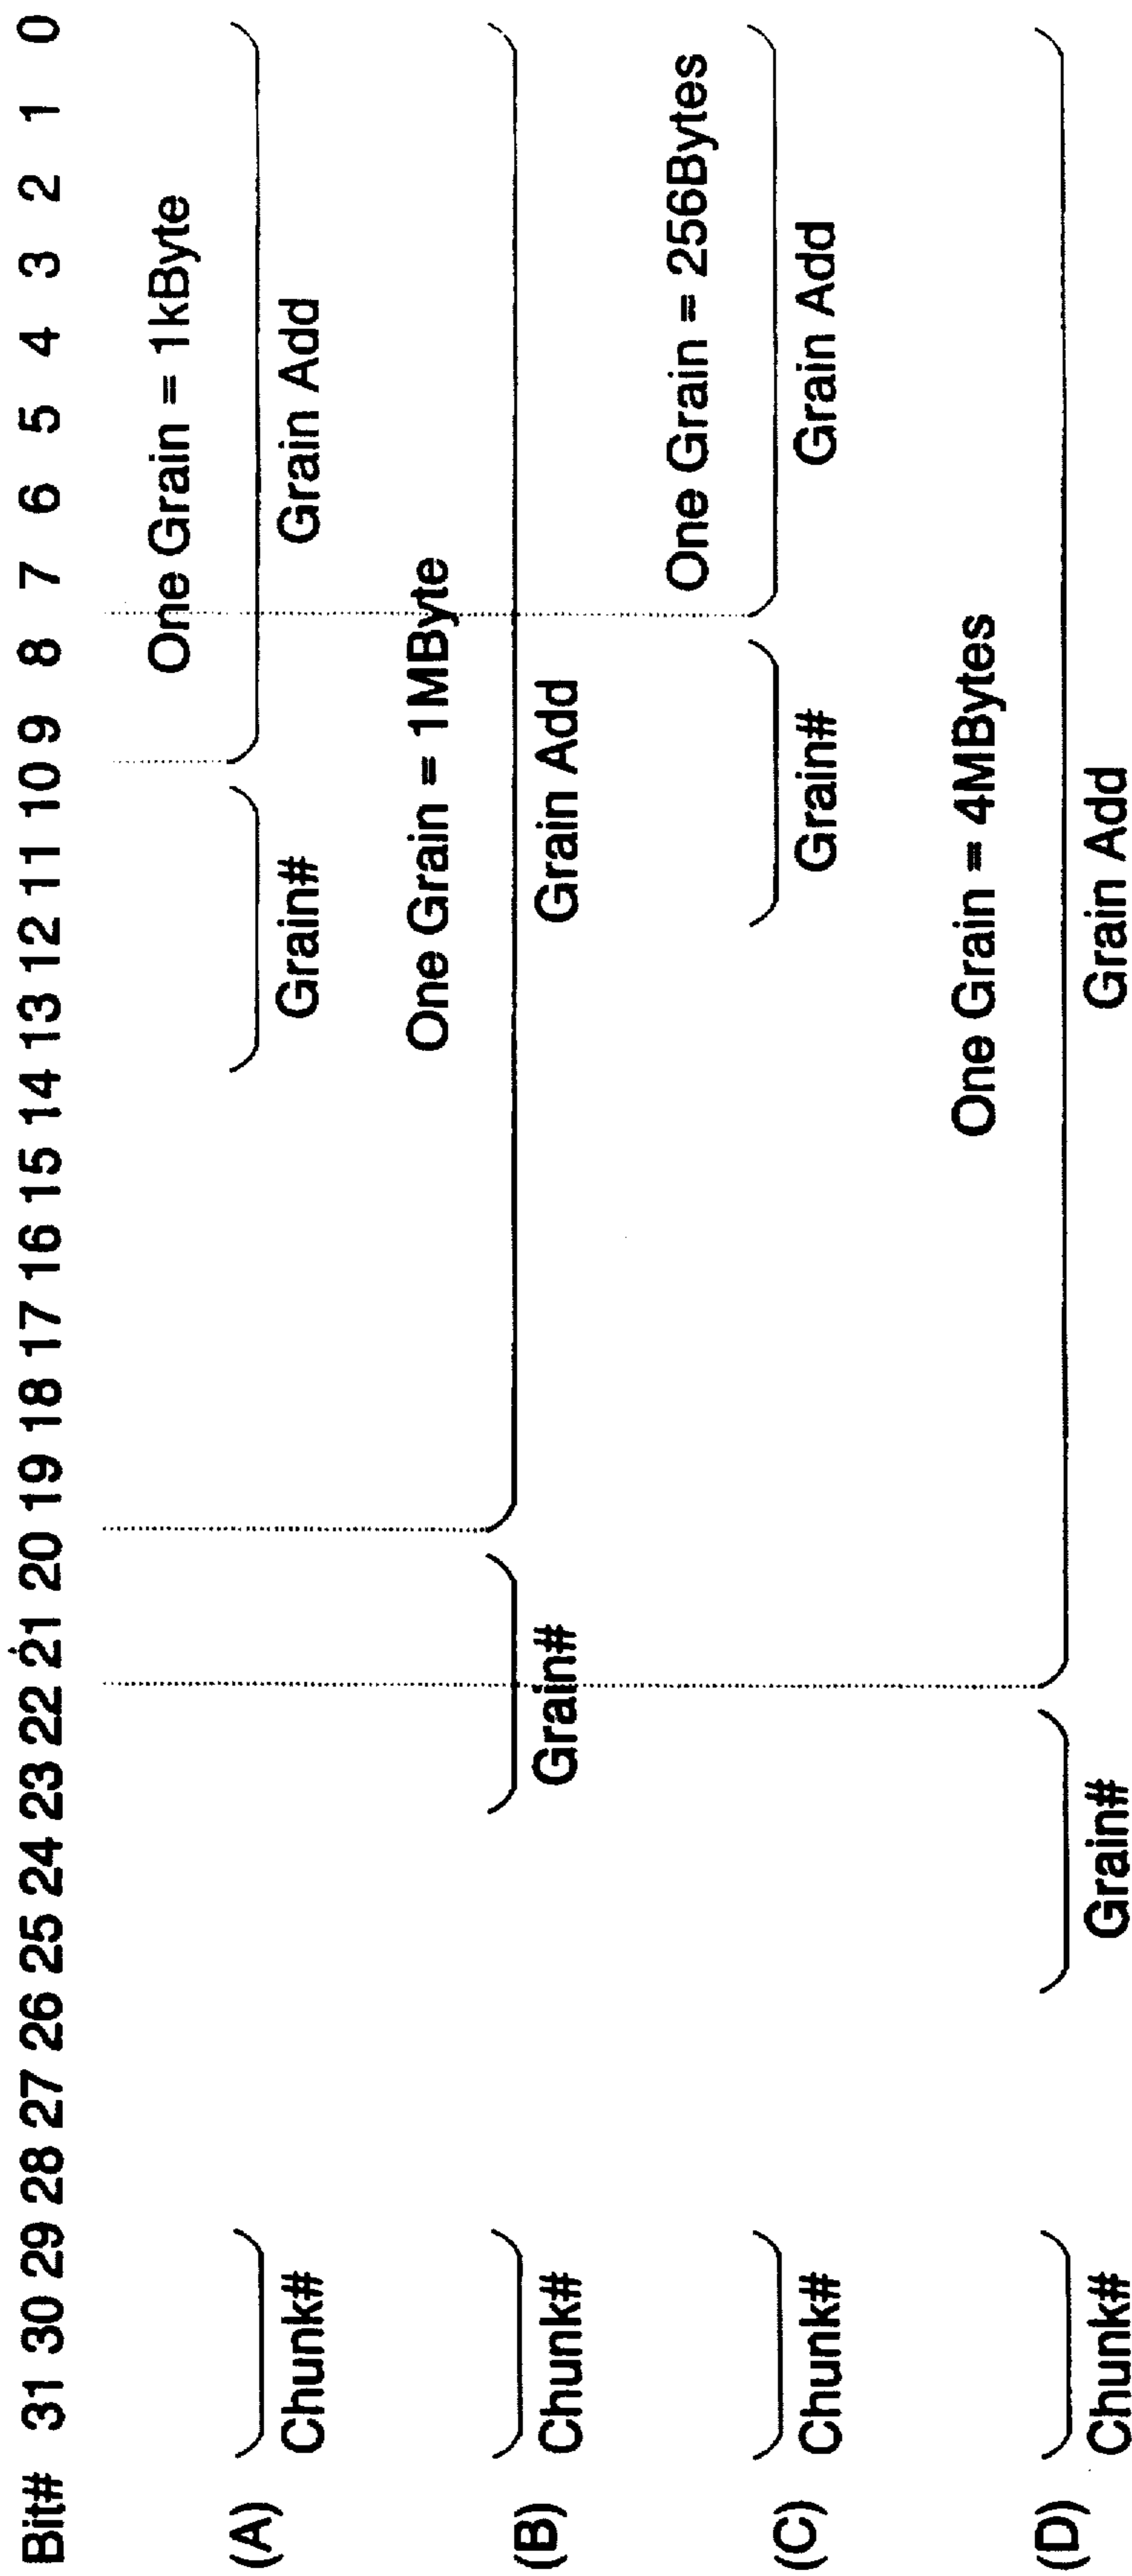 Bit# 31 30 29 28 27 26 25 24 23 22 21 20 19 18 17 16 15 14 13 12 11 10 9 8 7 6 5 4 3 2 1 0
One Grain = 1kByte
(A)
Chunk# Grain# Grain Add
One Grain = 1MByte
(B)
Chunk# Grain# Grain Add
One Grain = 256Bytes
(C)
Chunk# Grain# Grain Add
One Grain = 4MBytes
(D)
Chunk# Grain# Grain Add